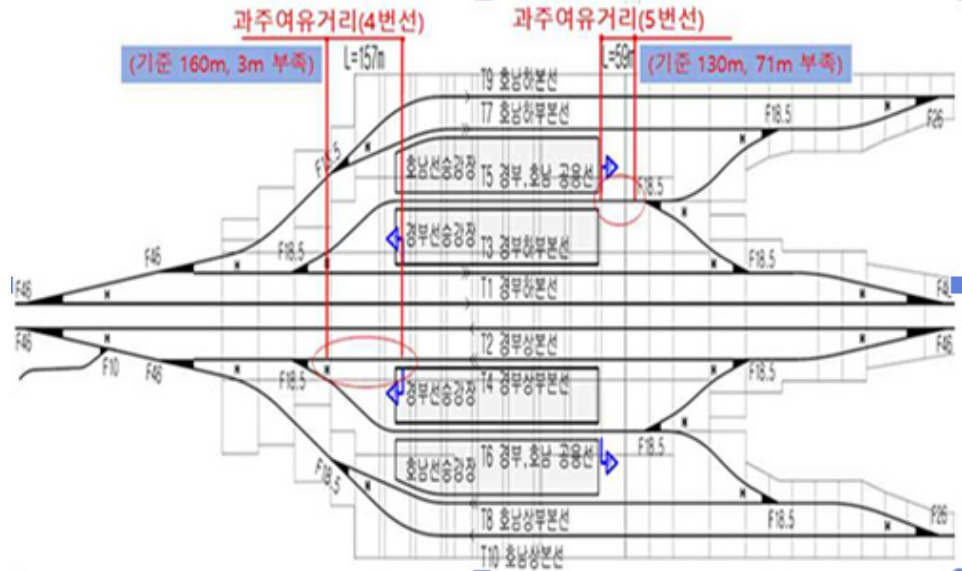 과주여유거리(4번선)
과주여유거리(5번선)
(기준 160m, 3m 부족)
L=157m
L=59m
(기준 130m, 71m 부족)
T9 호남하본선
T7 호남하부본선
F18.5
F26
호남선승강장
T5 경부.호남 공용선
F18.5
경부선승강장
T3 경부하부본선
F46
F18.5
F18.5
F46
T1 경부하본선
F46
T2 경부상본선
F46
F10
F46
F18.5
경부선승강장
T4 경부상부본선
F18.5
F18.5
호남선승강장
T6 경부.호남 공용선
F18.5
T8 호남상부본선
F18.5
F26
T10 호남상본선